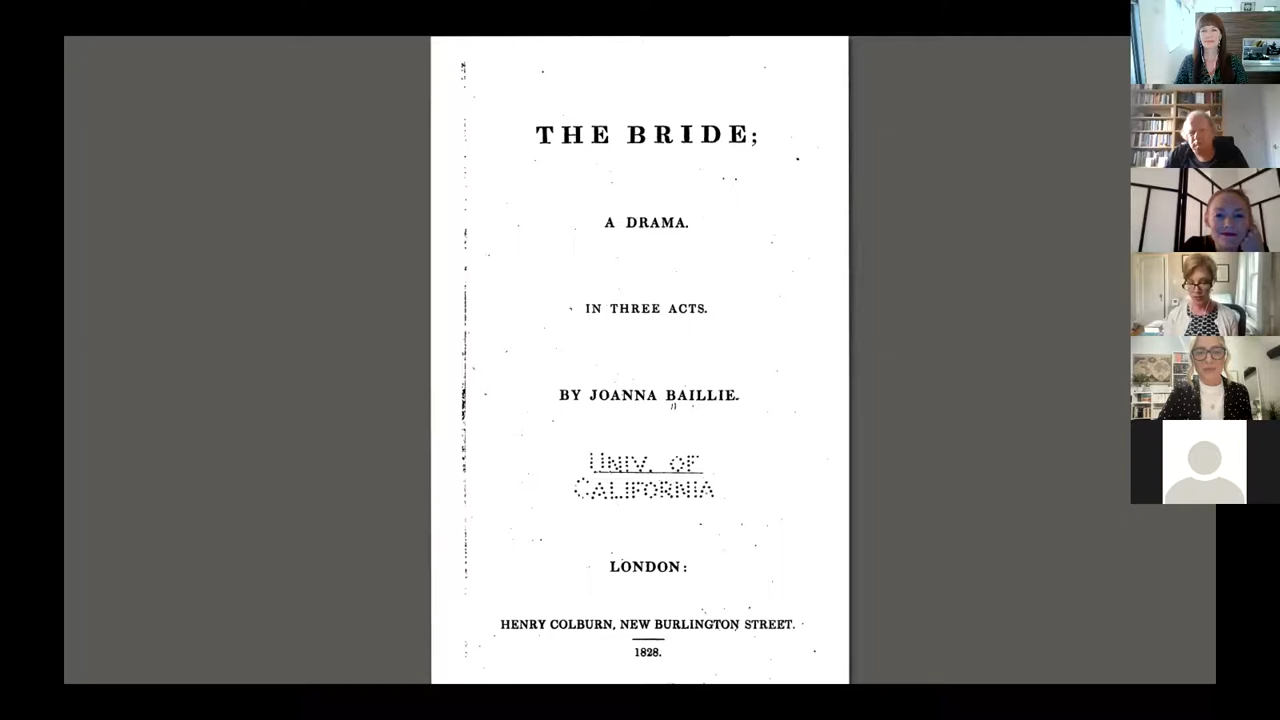 THE BRIDE;
A DRAMA.
IN THREE ACTS.
BY JOANNA BAILLIE.
UNIV. OF
CALIFORNIA
LONDON:
HENRY COLBURN, NEW BURLINGTON STREET.
1828.